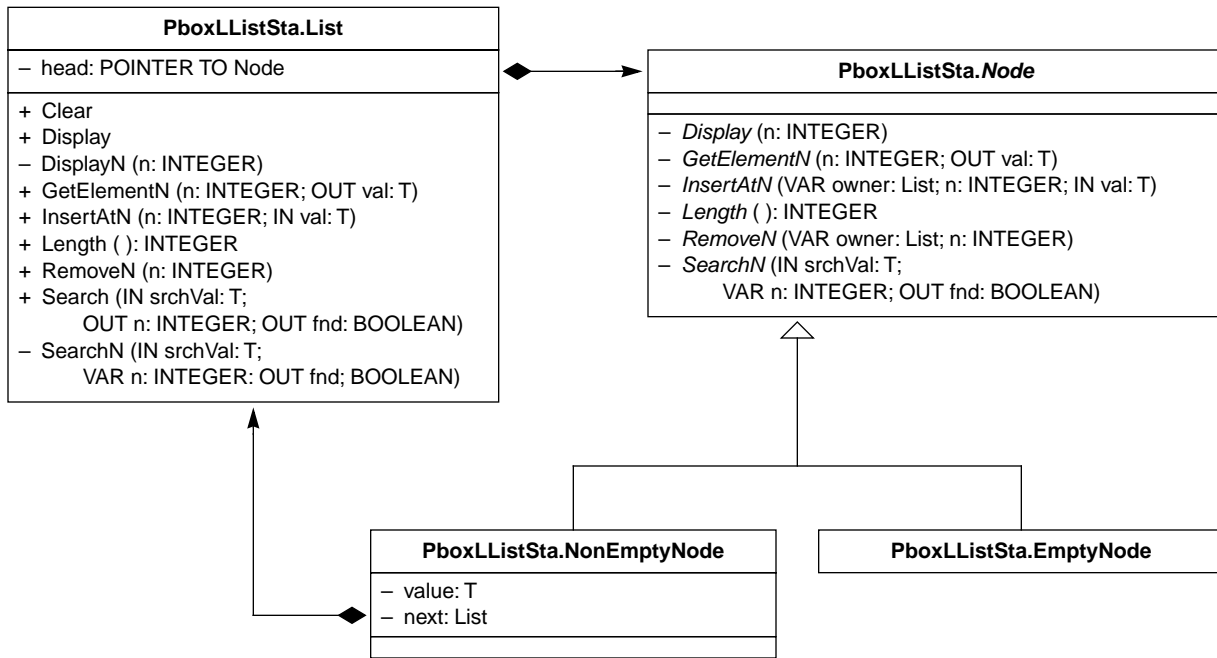 PboxLListSta.List
– head: POINTER TO Node
+ Clear
+ Display
– DisplayN (n: INTEGER)
+ GetElementN (n: INTEGER; OUT val: T)
+ InsertAtN (n: INTEGER; IN val: T)
+ Length ( ): INTEGER
+ RemoveN (n: INTEGER)
+ Search (IN srchVal: T;
OUT n: INTEGER; OUT fnd: BOOLEAN)
– SearchN (IN srchVal: T;
VAR n: INTEGER: OUT fnd; BOOLEAN)
PboxLListSta.Node
– Display (n: INTEGER)
– GetElementN (n: INTEGER; OUT val: T)
– InsertAtN (VAR owner: List; n: INTEGER; IN val: T)
– Length ( ): INTEGER
– RemoveN (VAR owner: List; n: INTEGER)
– SearchN (IN srchVal: T;
VAR n: INTEGER; OUT fnd: BOOLEAN)
PboxLListSta.NonEmptyNode
– value: T
– next: List
PboxLListSta.EmptyNode